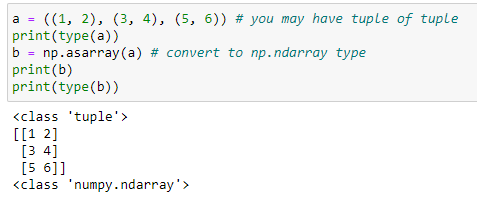 a = ((1, 2), (3, 4), (5, 6)) # you may have tuple of tuple
print(type(a))
b = np.asarray(a) # convert to np.ndarray type
print(b)
print(type(b))
<class 'tuple'>
[[1 2]
 [3 4]
 [5 6]]
<class 'numpy.ndarray'>